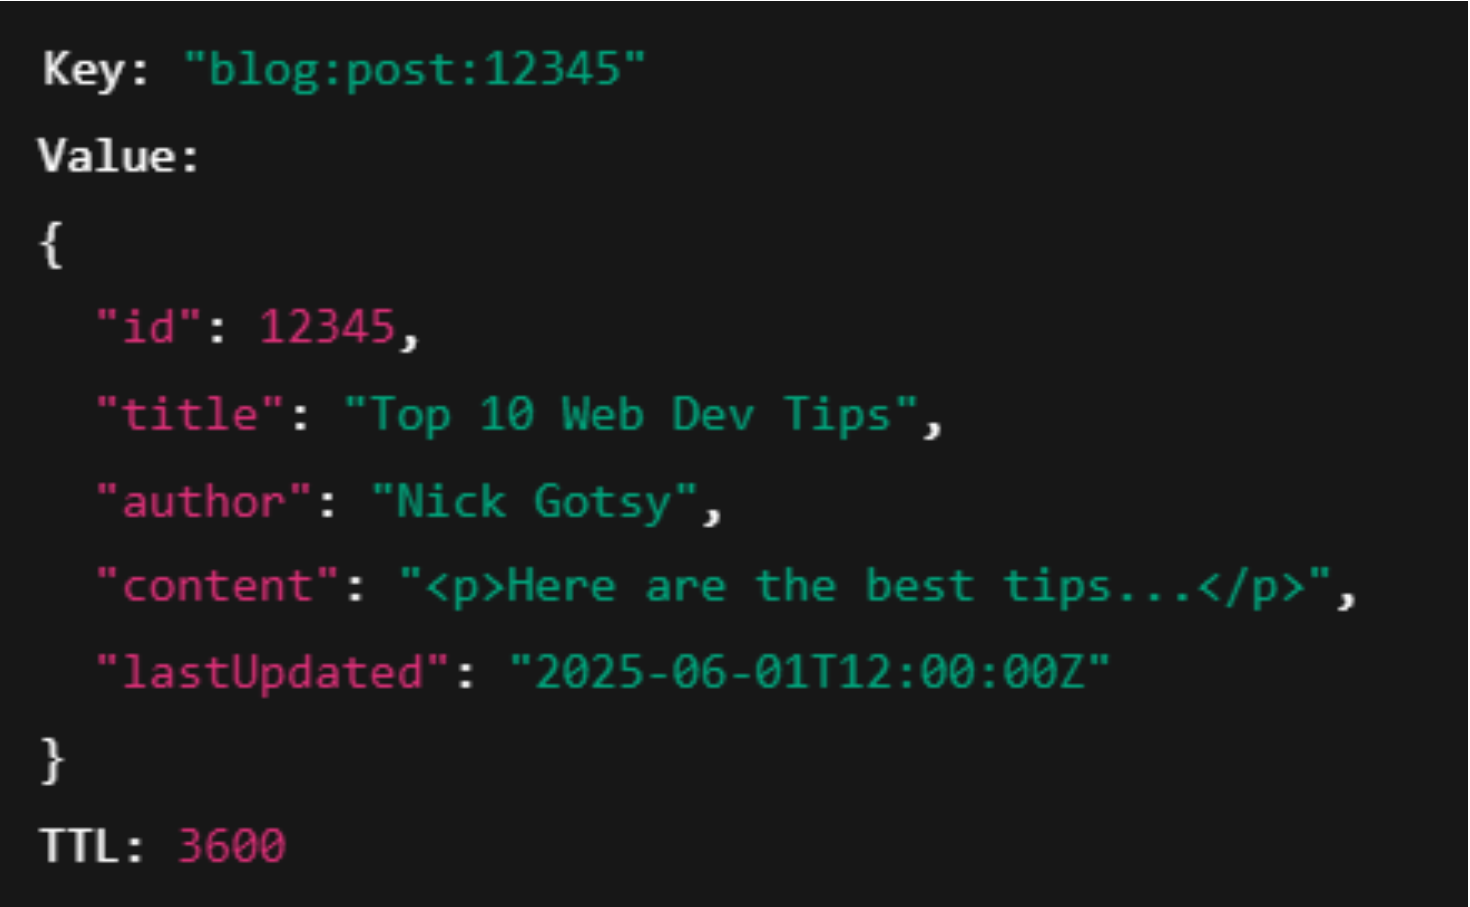 Key: "blog:post:12345"
Value:
{
  "id": 12345,
  "title": "Top 10 Web Dev Tips",
  "author": "Nick Gotsy",
  "content": "<p>Here are the best tips...</p>",
  "lastUpdated": "2025-06-01T12:00:00Z"
}
TTL: 3600